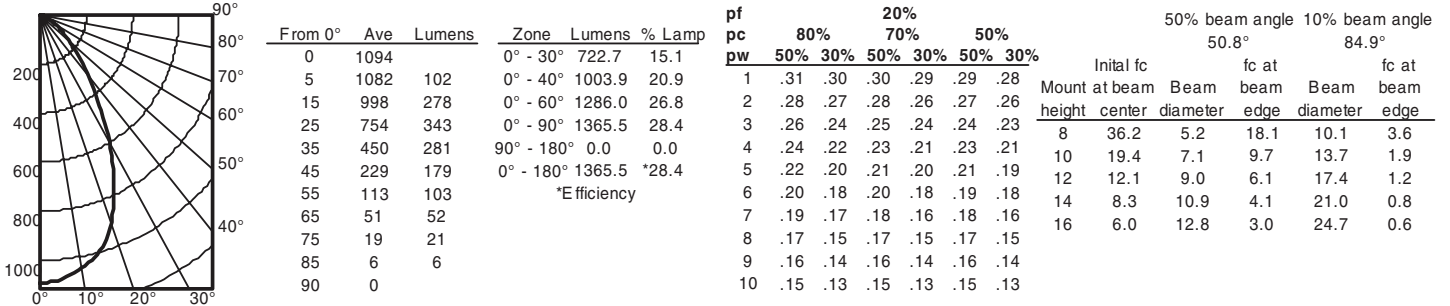 90°
80°
70°
60°
50°
40°
200
400
600
800
1000
0° 10° 20° 30°
From 0° Ave Lumens
0 1094
5 1082 102
15 998 278
25 754 343
35 450 281
45 229 179
55 113 103
65 51 52
75 19 21
85 6 6
90 0
Zone Lumens % Lamp
0° - 30° 722.7 15.1
0° - 40° 1003.9 20.9
0° - 60° 1286.0 26.8
0° - 90° 1365.5 28.4
90° - 180° 0.0 0.0
0° - 180° 1365.5 *28.4
*Efficiency
pf 20%
pc 80% 70% 50%
pw 50% 30% 50% 30% 50% 30%
1 .31 .30 .30 .29 .29 .28
2 .28 .27 .28 .26 .27 .26
3 .26 .24 .25 .24 .24 .23
4 .24 .22 .23 .21 .23 .21
5 .22 .20 .21 .20 .21 .19
6 .20 .18 .20 .18 .19 .18
7 .19 .17 .18 .16 .18 .16
8 .17 .15 .17 .15 .17 .15
9 .16 .14 .16 .14 .16 .14
10 .15 .13 .15 .13 .15 .13
50% beam angle 10% beam angle
50.8° 84.9°
Inital fc fc at fc at
Mount at beam Beam beam Beam beam
height center diameter edge diameter edge
8 36.2 5.2 18.1 10.1 3.6
10 19.4 7.1 9.7 13.7 1.9
12 12.1 9.0 6.1 17.4 1.2
14 8.3 10.9 4.1 21.0 0.8
16 6.0 12.8 3.0 24.7 0.6